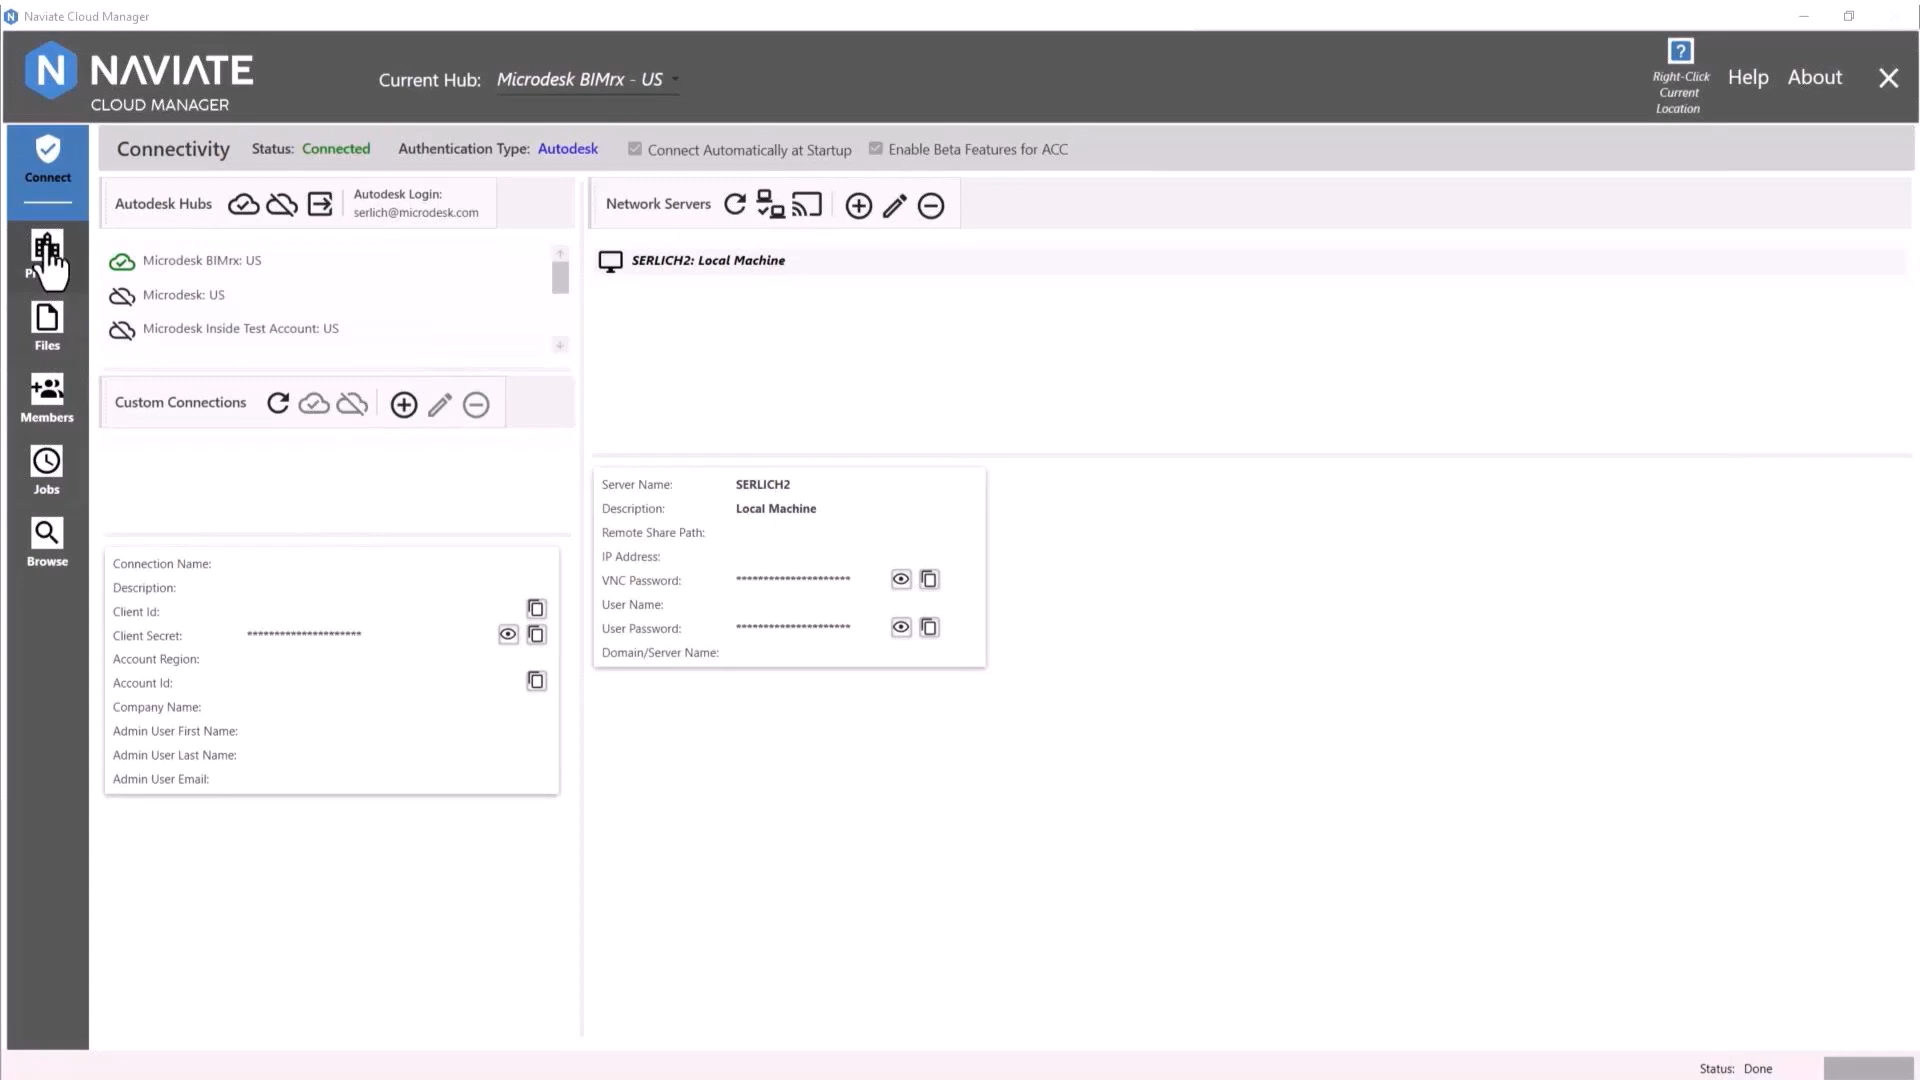 Naviate Cloud Manager
N NAVIATE
CLOUD MANAGER
Current Hub: Microdesk BIMrx - US
?
Right-Click
Current
Location
Help About
Connect
Files
Members
Jobs
Browse
Connectivity Status: Connected Authentication Type: Autodesk Connect Automatically at Startup Enable Beta Features for ACC
Autodesk Hubs
Autodesk Login:
serlich@microdesk.com
Microdesk BIMrx: US
Microdesk: US
Microdesk Inside Test Account: US
Custom Connections
Connection Name:
Description:
Client Id:
Client Secret: *********************
Account Region:
Account Id:
Company Name:
Admin User First Name:
Admin User Last Name:
Admin User Email:
Network Servers
SERLICH2: Local Machine
Server Name: SERLICH2
Description: Local Machine
Remote Share Path:
IP Address:
VNC Password: *********************
User Name:
User Password: *********************
Domain/Server Name:
Status: Done